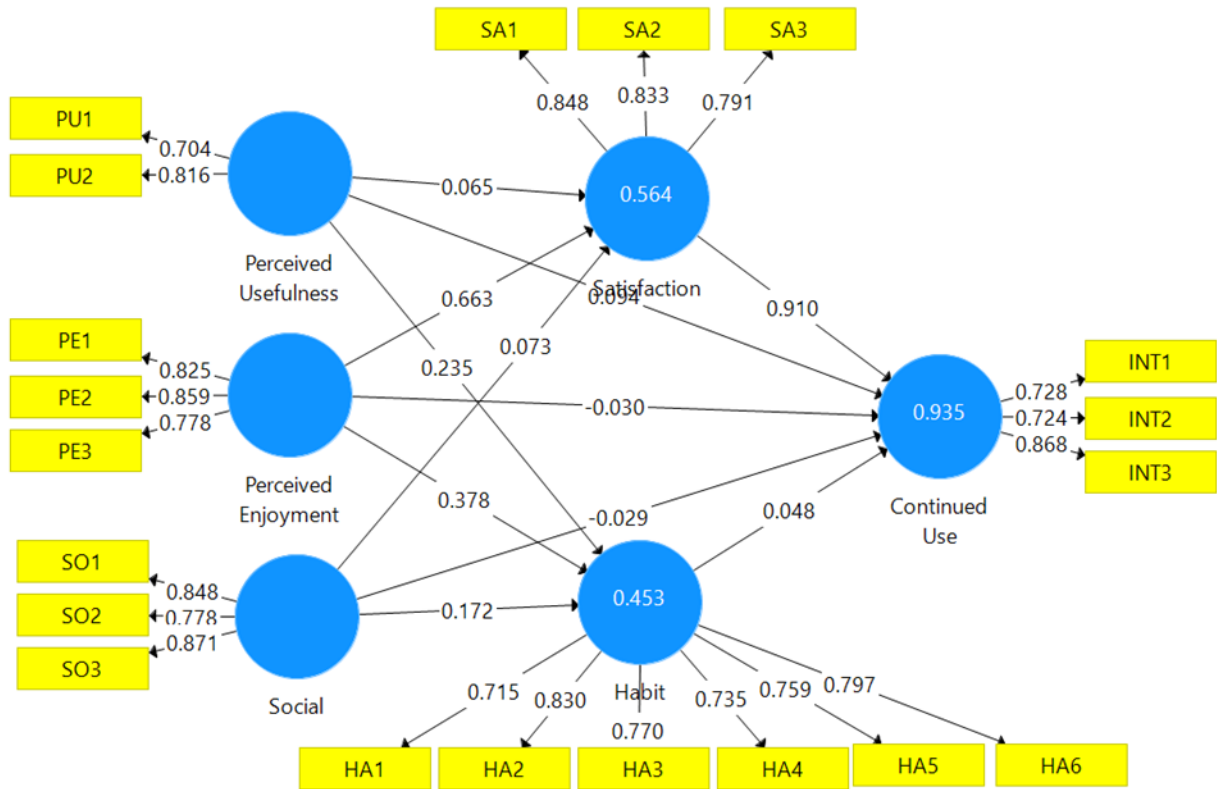 SA1
SA2
SA3
0.848
0.833
0.791
PU1
PU2
0.704
0.816
0.564
0.065
Perceived
Usefulness
Satisfaction
0.094
0.663
0.910
PE1
PE2
PE3
0.825
0.859
0.778
0.073
0.235
-0.030
0.935
0.728
0.724
0.868
INT1
INT2
INT3
Perceived
Enjoyment
0.378
-0.029
0.048
Continued
Use
SO1
SO2
SO3
0.848
0.778
0.871
0.172
0.453
Social
Habit
0.715
0.830
0.770
0.735
0.759
0.797
HA1
HA2
HA3
HA4
HA5
HA6